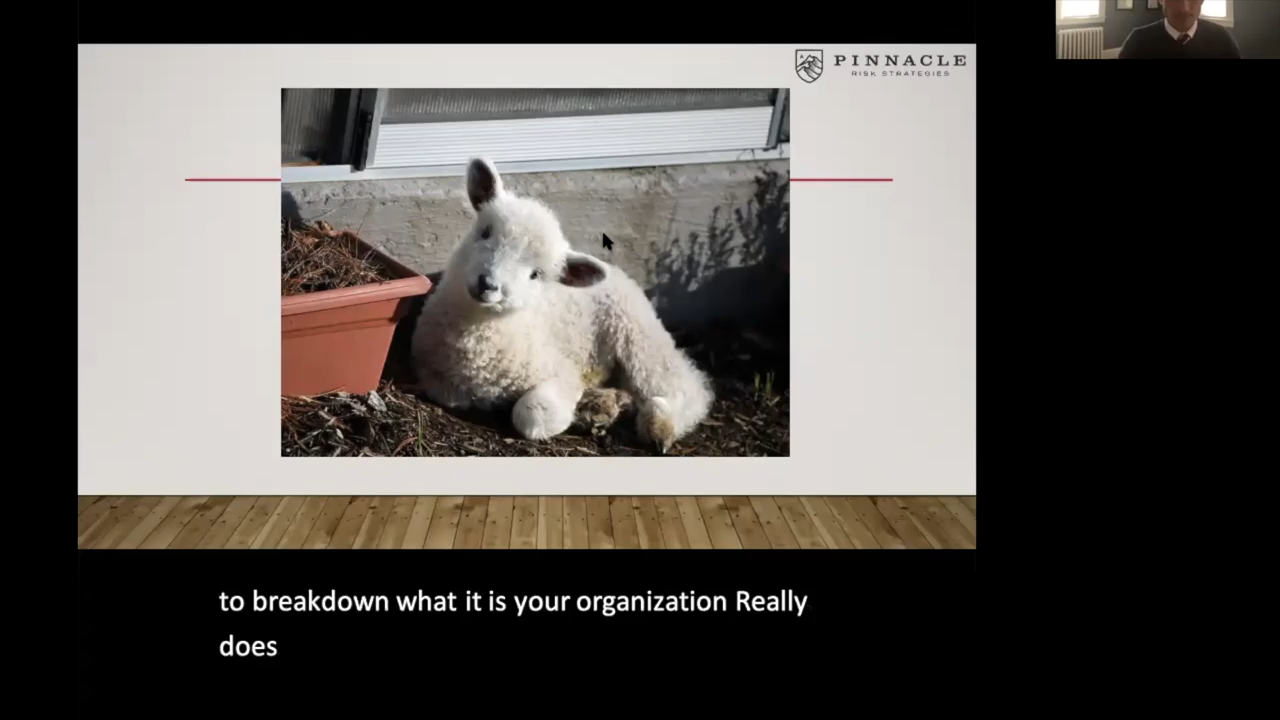 PINNACLE
RISK STRATEGIES
to breakdown what it is your organization Really
does